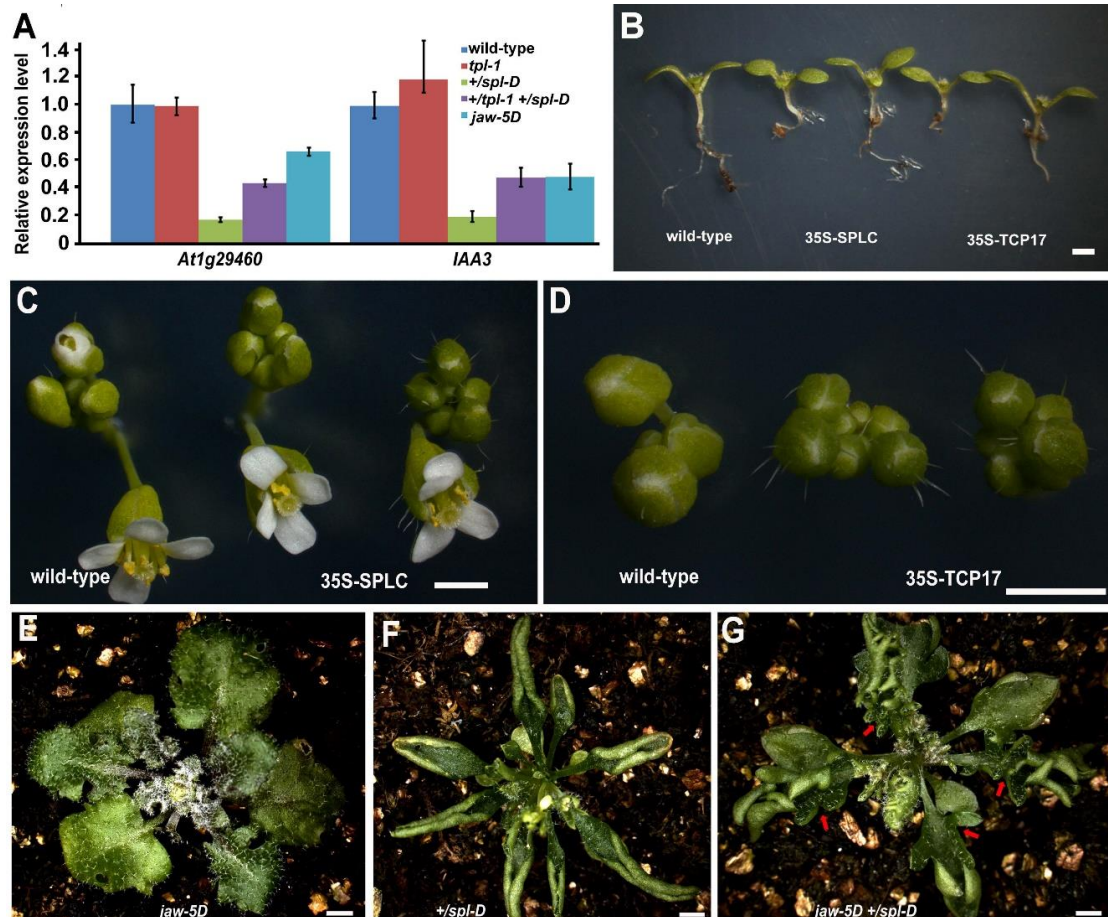 A
Relative expression level
1.4
1.2
1.0
0.8
0.6
0.4
0.2
0
wild-type
tpl-1
+/spl-D
+/tpl-1 +/spl-D
jaw-5D
At1g29460
IAA3
B
wild-type
35S-SPLC
35S-TCP17
C
wild-type
35S-SPLC
D
wild-type
35S-TCP17
E
jaw-5D
F
+/spl-D
G
jaw-5D +/spl-D